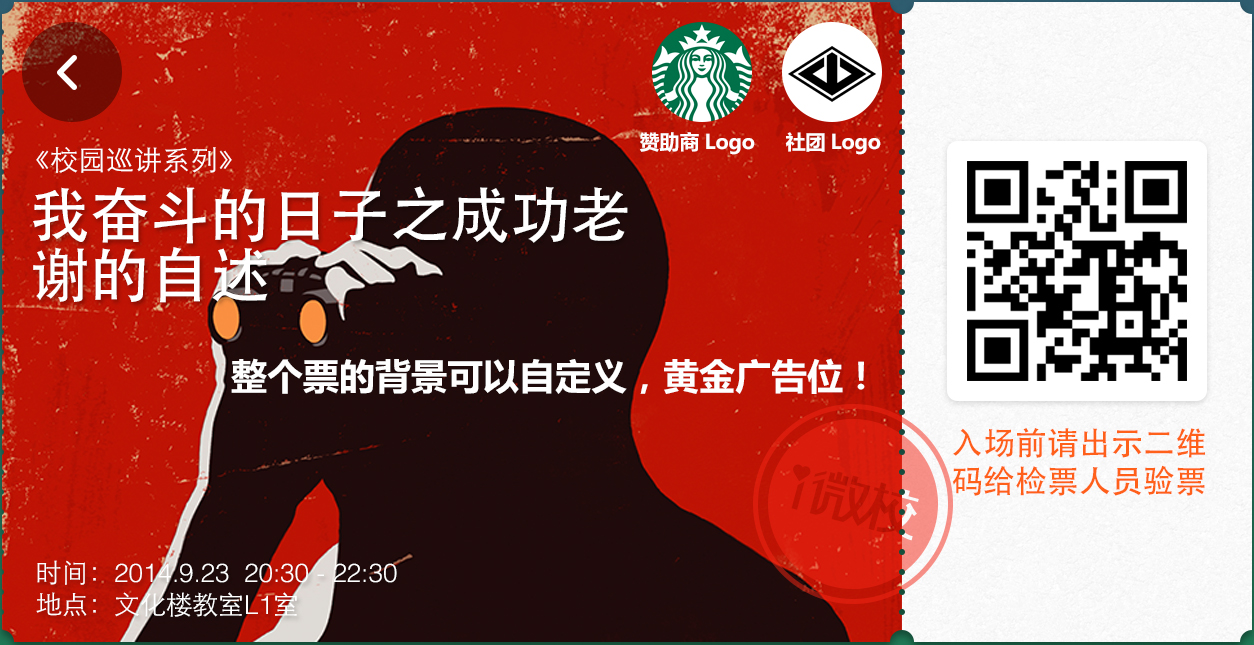 赞助商 Logo
社团 Logo
《校园巡讲系列》
我奋斗的日子之成功老
谢的自述
整个票的背景可以自定义，黄金广告位！
i微校
时间：2014.9.23 20:30 - 22:30
地点：文化楼教室L1室
入场前请出示二维
码给检票人员验票